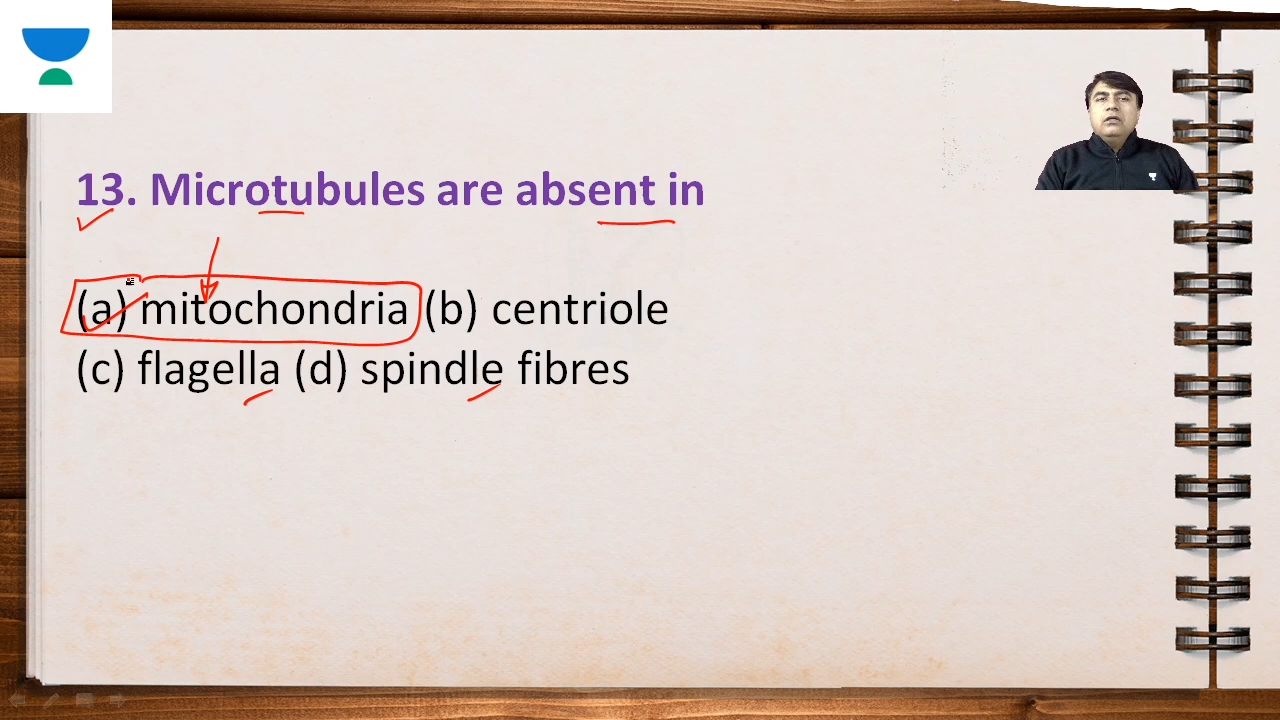 13. Microtubules are absent in
(a) mitochondria (b) centriole
(c) flagella (d) spindle fibres